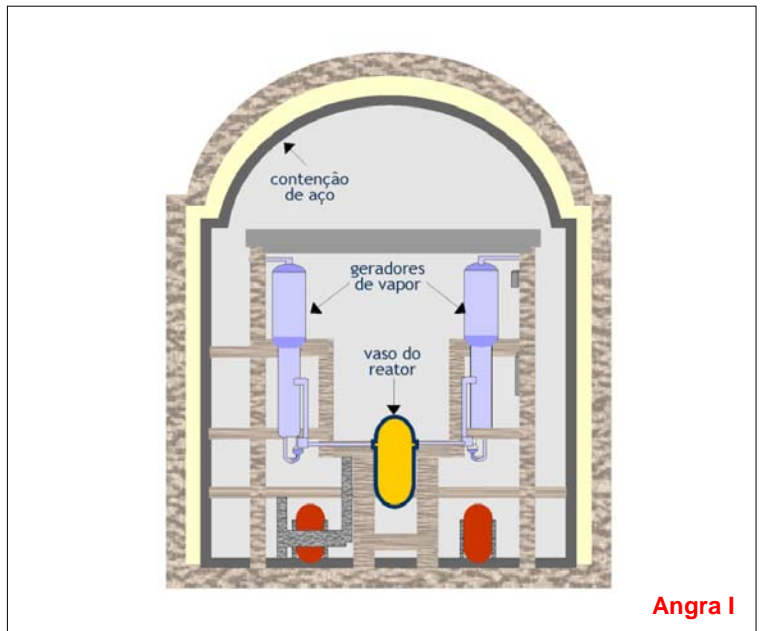 contenção
de aço
geradores
de vapor
vaso do
reator
Angra I